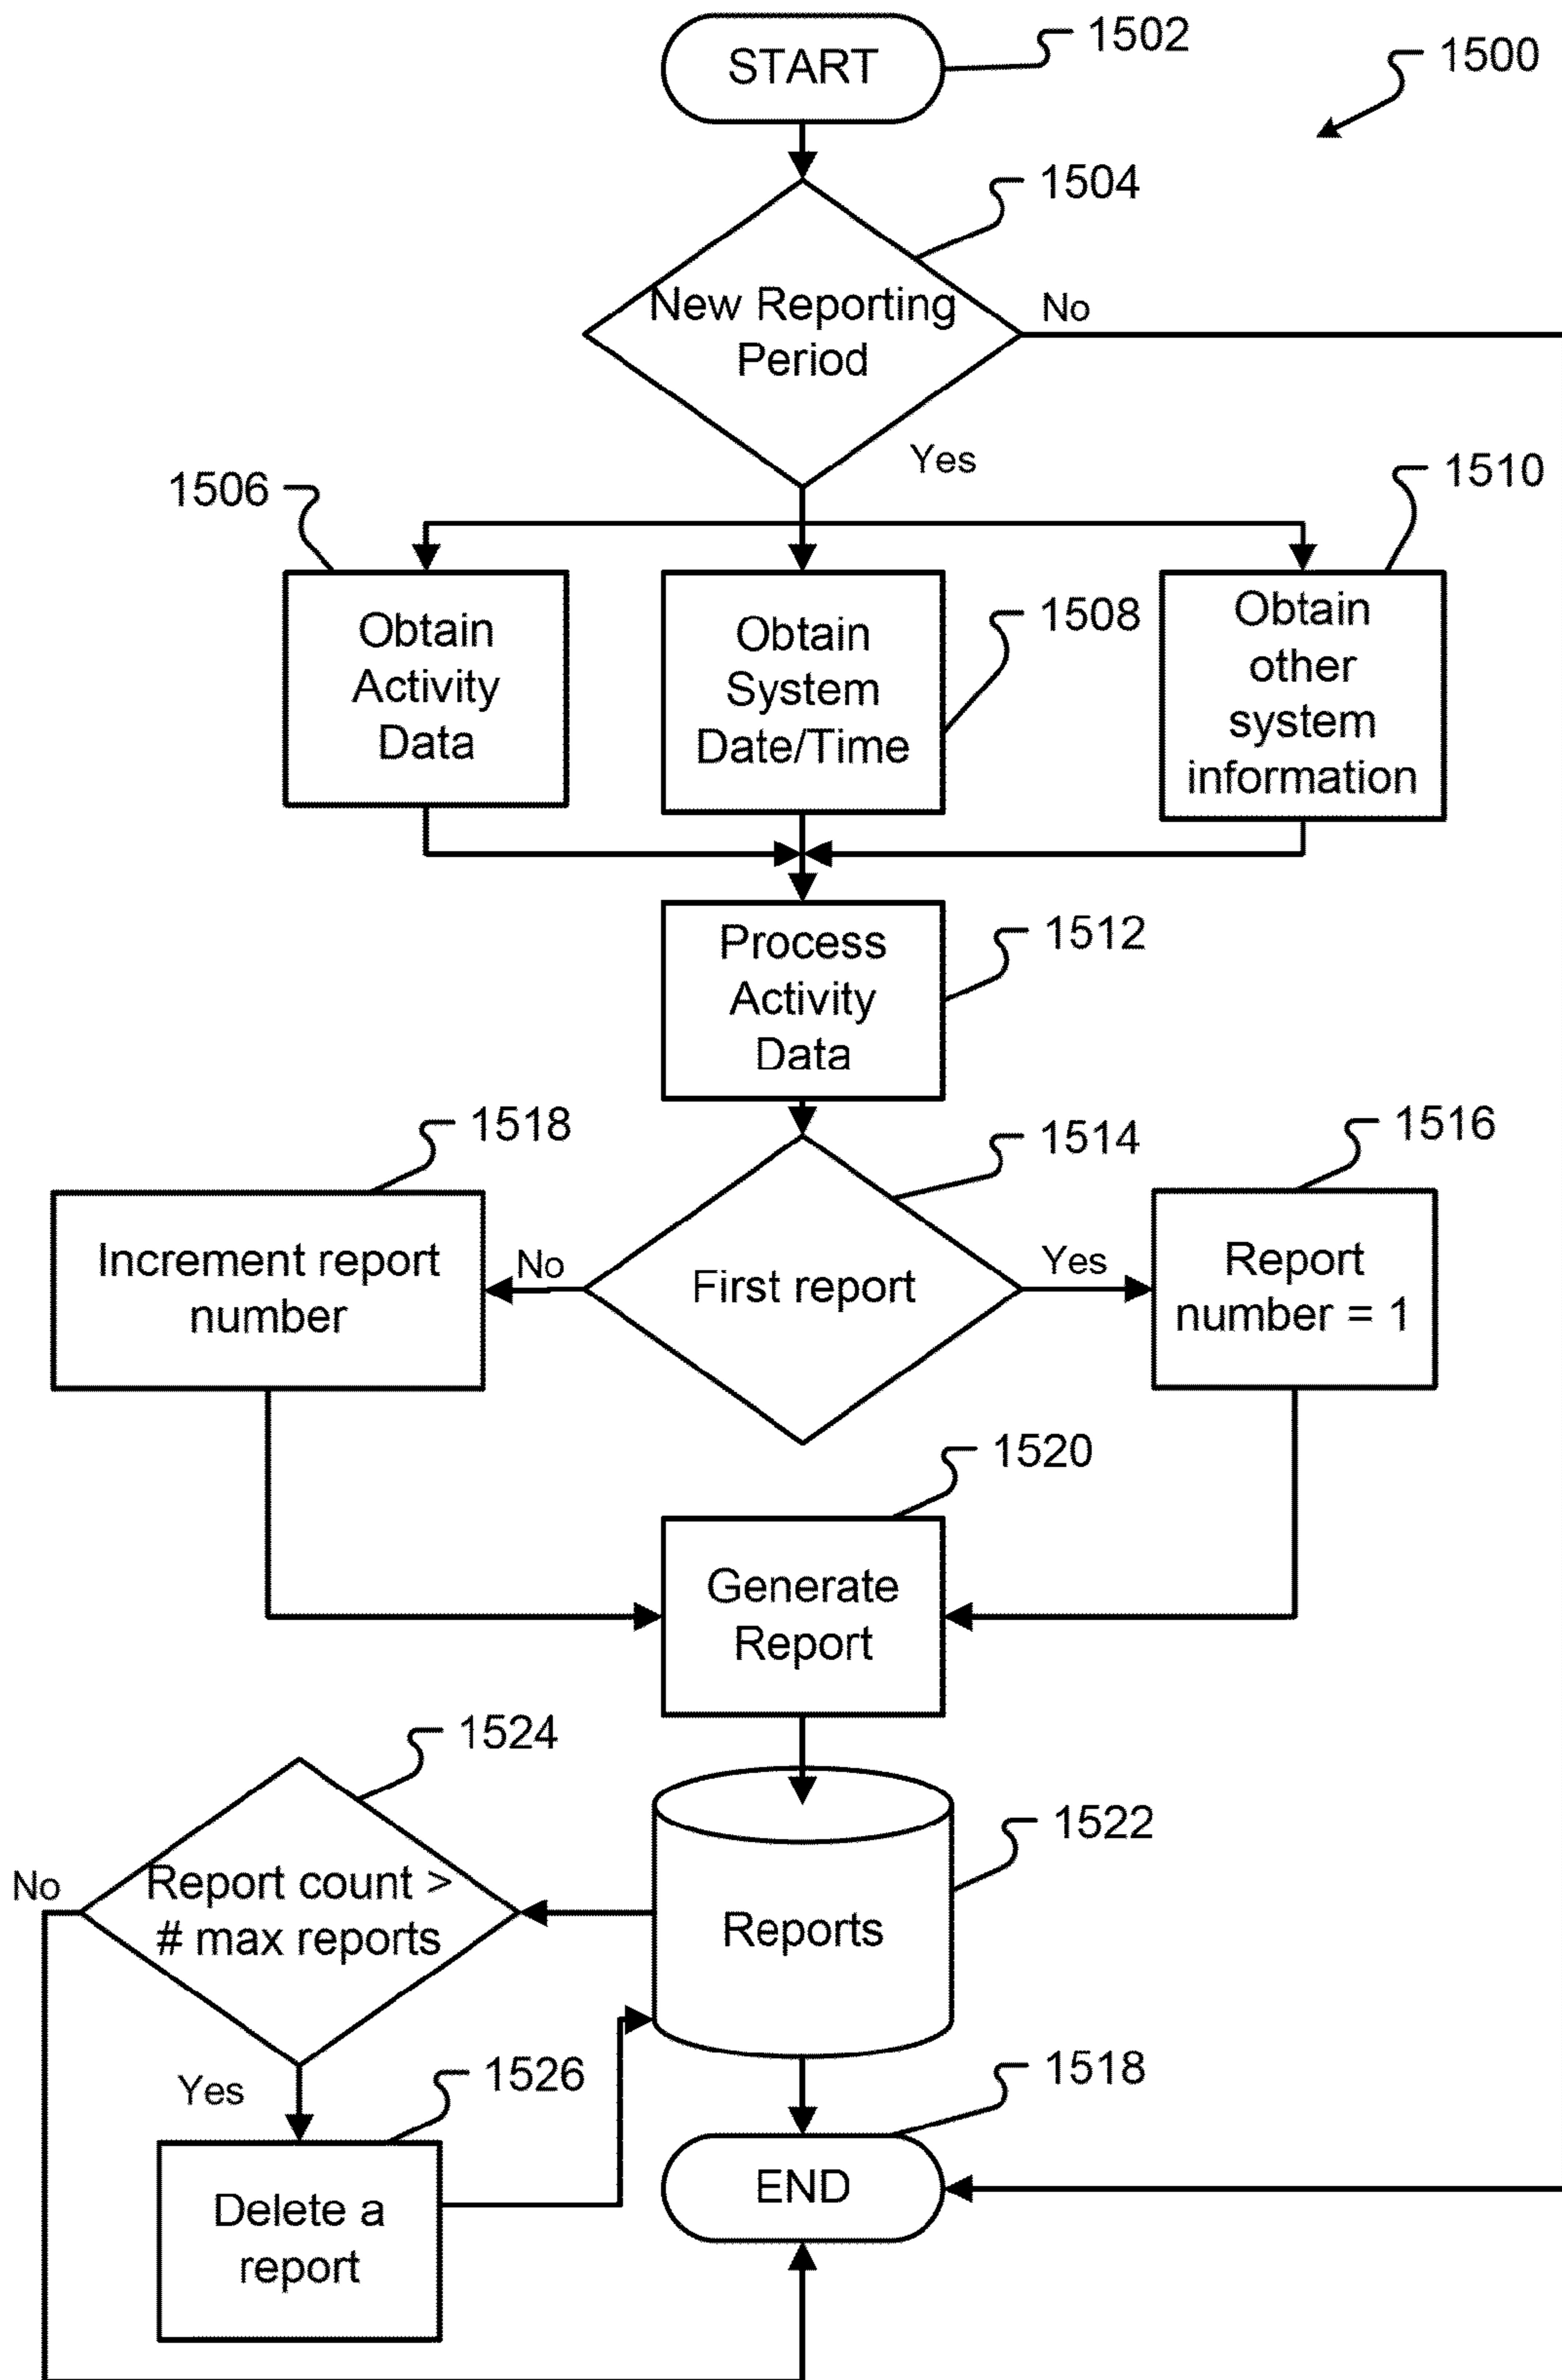 START
1502
1500
1504
New Reporting
Period
No
Yes
1506
1510
Obtain
Activity
Data
Obtain
System
Date/Time
1508
Obtain
other
system
information
Process
Activity
Data
1512
1518
1514
1516
Increment report
number
No
First report
Yes
Report
number = 1
1520
Generate
Report
1524
1522
No
Report count >
# max reports
Reports
Yes
1526
1518
Delete a
report
END